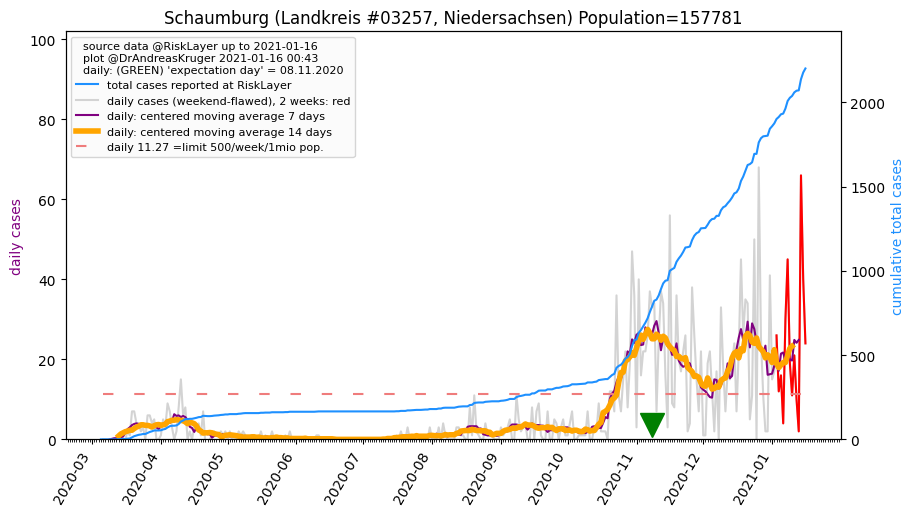 Schaumburg (Landkreis #03257, Niedersachsen) Population=157781
source data @RiskLayer up to 2021-01-16
plot @DrAndreasKruger 2021-01-16 00:43
daily: (GREEN) 'expectation day' = 08.11.2020
total cases reported at RiskLayer
daily cases (weekend-flawed), 2 weeks: red
daily: centered moving average 7 days
daily: centered moving average 14 days
daily 11.27 =limit 500/week/1mio pop.
daily cases
100
80
60
40
20
0
cumulative total cases
2000
1500
1000
500
0
2020-03
2020-04
2020-05
2020-06
2020-07
2020-08
2020-09
2020-10
2020-11
2020-12
2021-01